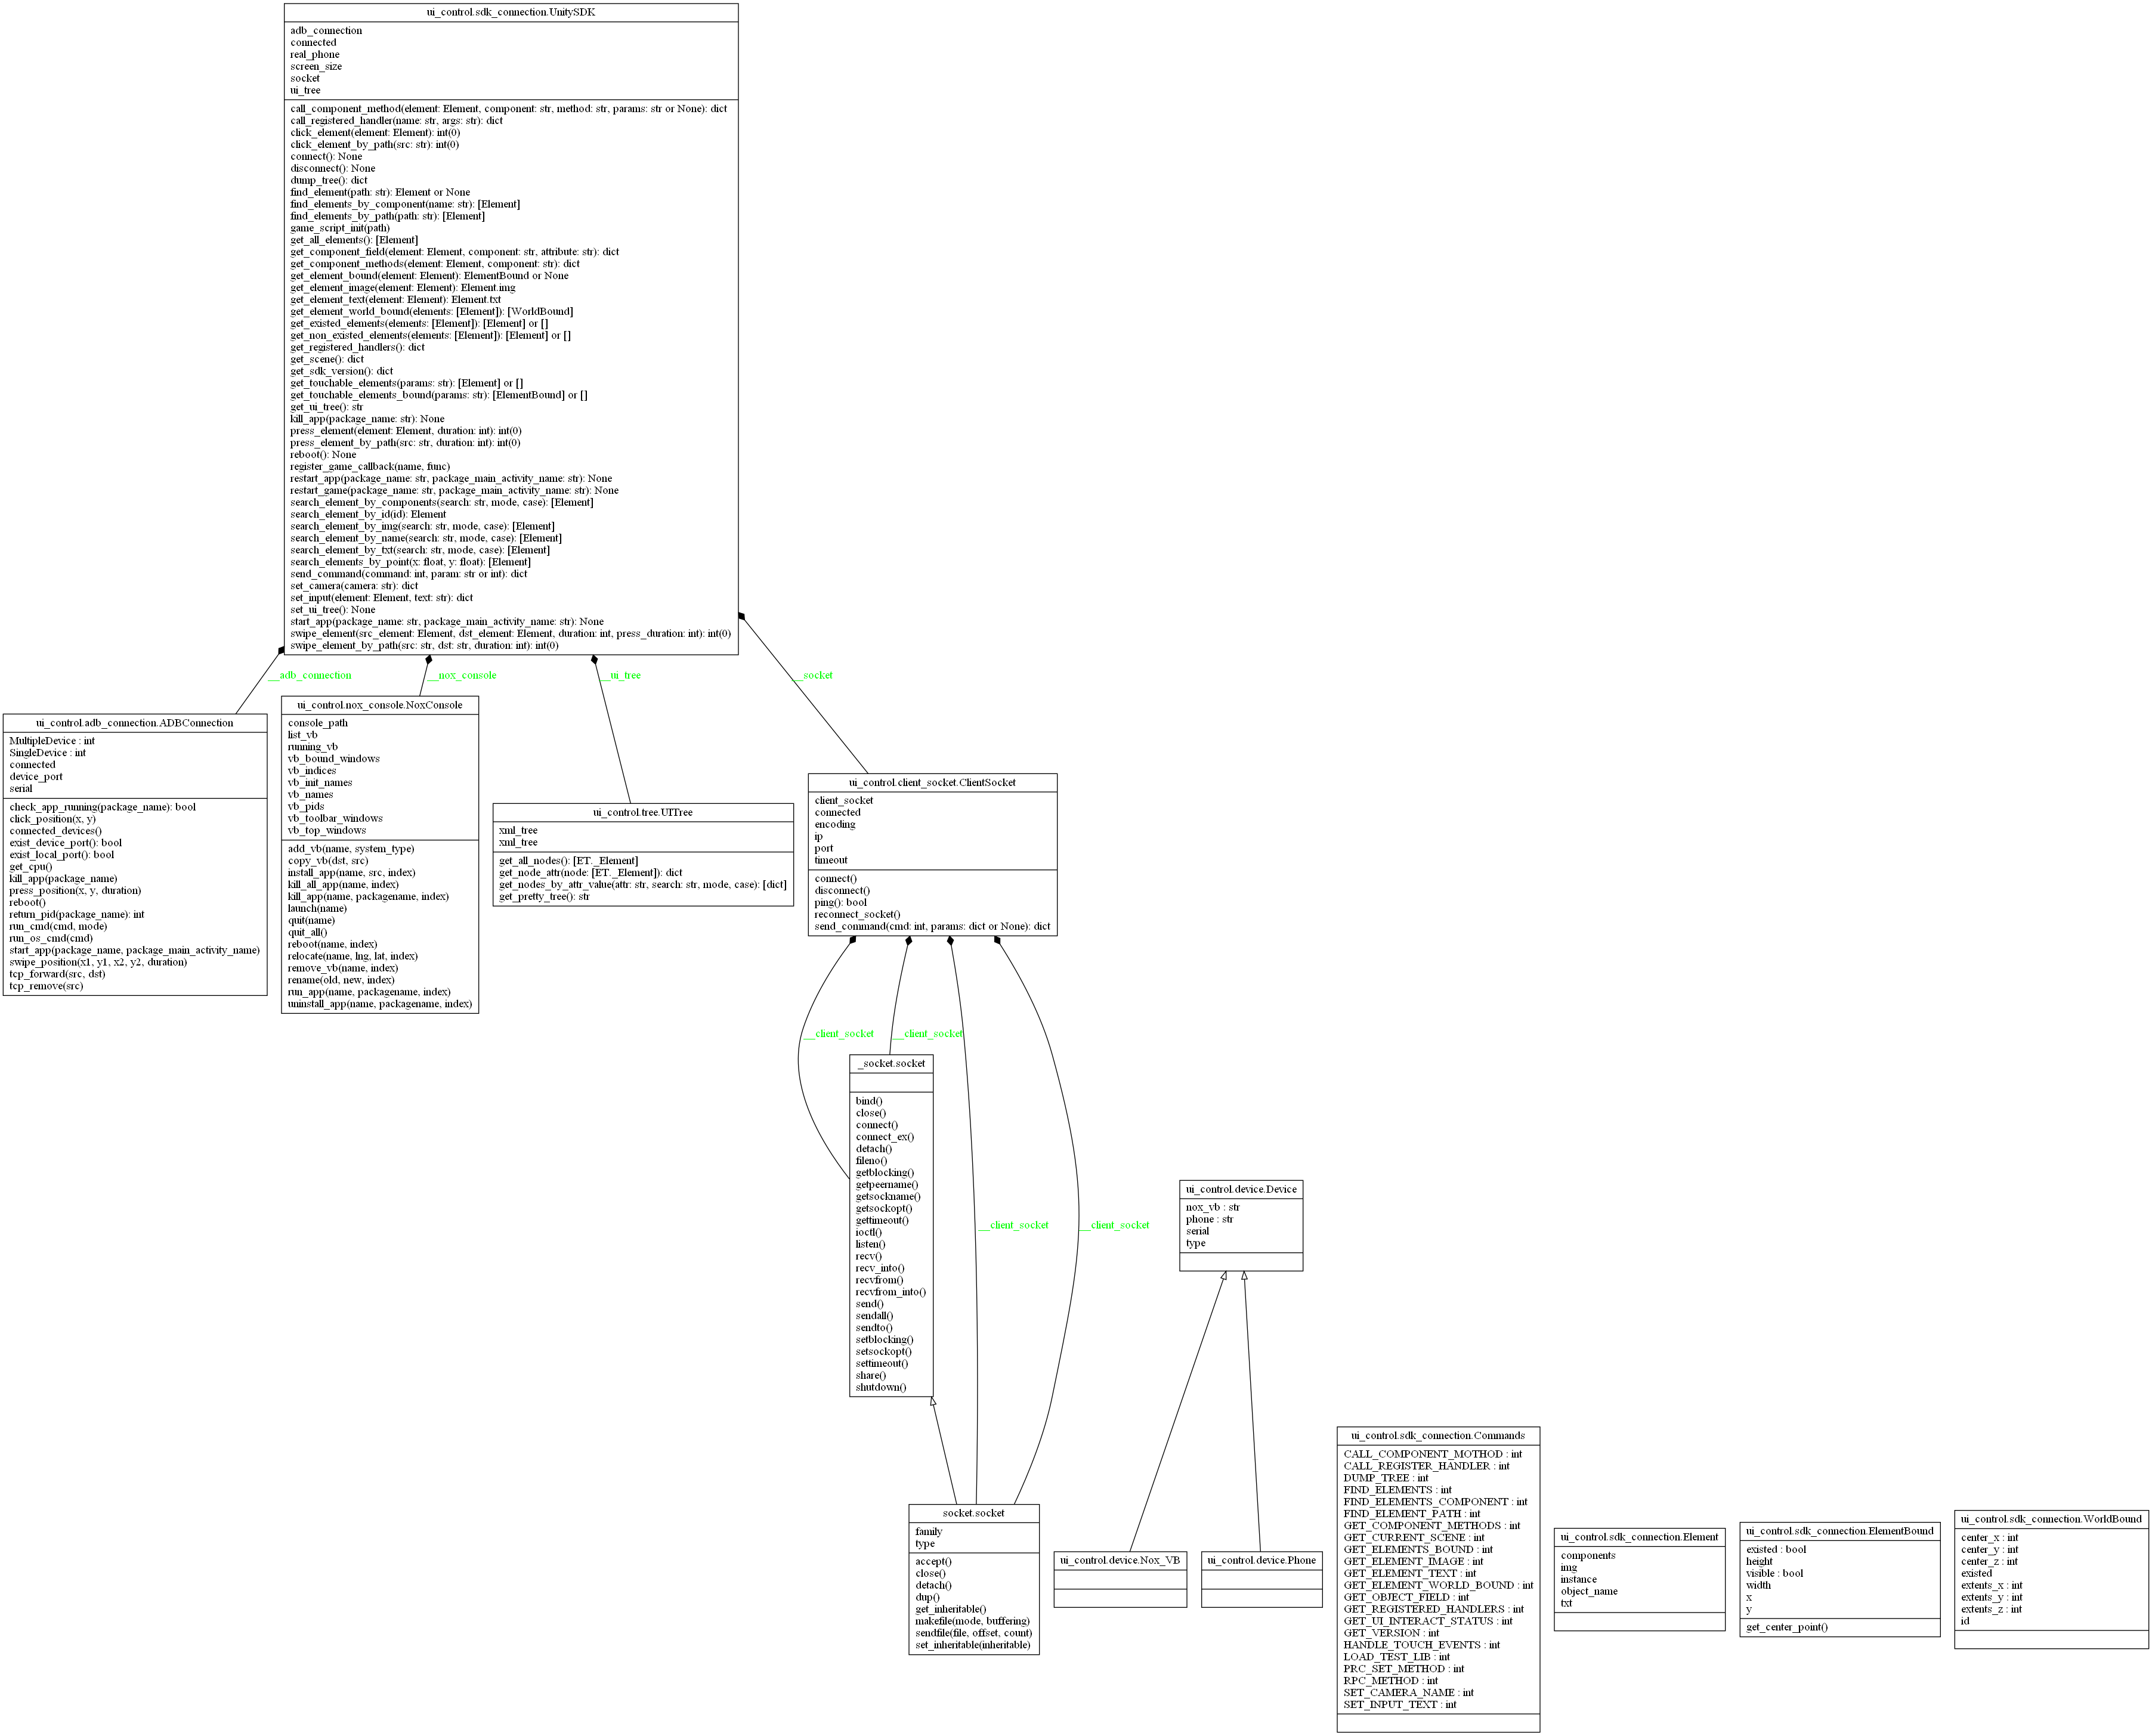 ui_control.sdk_connection.UnitySDK
adb_connection
connected
real_phone
screen_size
socket
ui_tree
call_component_method(element: Element, component: str, method: str, params: str or None): dict
call_registered_handler(name: str, args: str): dict
click_element(element: Element): int(0)
click_element_by_path(src: str): int(0)
connect(): None
disconnect(): None
dump_tree(): dict
find_element(path: str): Element or None
find_elements_by_component(name: str): [Element]
find_elements_by_path(path: str): [Element]
game_script_init(path)
get_all_elements(): [Element]
get_component_field(element: Element, component: str, attribute: str): dict
get_component_methods(element: Element, component: str): dict
get_element_bound(element: Element): ElementBound or None
get_element_image(element: Element): Element.img
get_element_text(element: Element): Element.txt
get_element_world_bound(elements: [Element]): [WorldBound]
get_existed_elements(elements: [Element]): [Element] or []
get_non_existed_elements(elements: [Element]): [Element] or []
get_registered_handlers(): dict
get_scene(): dict
get_sdk_version(): dict
get_touchable_elements(params: str): [Element] or []
get_touchable_elements_bound(params: str): [ElementBound] or []
get_ui_tree(): str
kill_app(package_name: str): None
press_element(element: Element, duration: int): int(0)
press_element_by_path(src: str, duration: int): int(0)
reboot(): None
register_game_callback(name, func)
restart_app(package_name: str, package_main_activity_name: str): None
restart_game(package_name: str, package_main_activity_name: str): None
search_element_by_components(search: str, mode, case): [Element]
search_element_by_id(id): Element
search_element_by_img(search: str, mode, case): [Element]
search_element_by_name(search: str, mode, case): [Element]
search_element_by_txt(search: str, mode, case): [Element]
search_elements_by_point(x: float, y: float): [Element]
send_command(command: int, param: str or int): dict
set_camera(camera: str): dict
set_input(element: Element, text: str): dict
set_ui_tree(): None
start_app(package_name: str, package_main_activity_name: str): None
swipe_element(src_element: Element, dst_element: Element, duration: int, press_duration: int): int(0)
swipe_element_by_path(src: str, dst: str, duration: int): int(0)
__adb_connection
__nox_console
__ui_tree
__socket
ui_control.adb_connection.ADBConnection
MultipleDevice : int
SingleDevice : int
connected
device_port
serial
check_app_running(package_name): bool
click_position(x, y)
connected_devices()
exist_device_port(): bool
exist_local_port(): bool
get_cpu()
kill_app(package_name)
press_position(x, y, duration)
reboot()
return_pid(package_name): int
run_cmd(cmd, mode)
run_os_cmd(cmd)
start_app(package_name, package_main_activity_name)
swipe_position(x1, y1, x2, y2, duration)
tcp_forward(src, dst)
tcp_remove(src)
ui_control.nox_console.NoxConsole
console_path
list_vb
running_vb
vb_bound_windows
vb_indices
vb_init_names
vb_names
vb_pids
vb_toolbar_windows
vb_top_windows
add_vb(name, system_type)
copy_vb(dst, src)
install_app(name, src, index)
kill_all_app(name, index)
kill_app(name, packagename, index)
launch(name)
quit(name)
quit_all()
reboot(name, index)
relocate(name, lng, lat, index)
remove_vb(name, index)
rename(old, new, index)
run_app(name, packagename, index)
uninstall_app(name, packagename, index)
ui_control.tree.UITree
xml_tree
xml_tree
get_all_nodes(): [ET._Element]
get_node_attr(node: [ET._Element]): dict
get_nodes_by_attr_value(attr: str, search: str, mode, case): [dict]
get_pretty_tree(): str
ui_control.client_socket.ClientSocket
client_socket
connected
encoding
ip
port
timeout
connect()
disconnect()
ping(): bool
reconnect_socket()
send_command(cmd: int, params: dict or None): dict
__client_socket
__client_socket
__client_socket
__client_socket
_socket.socket
bind()
close()
connect()
connect_ex()
detach()
fileno()
getblocking()
getpeername()
getsockname()
getsockopt()
gettimeout()
ioctl()
listen()
recv()
recv_into()
recvfrom()
recvfrom_into()
send()
sendall()
sendto()
setblocking()
setsockopt()
settimeout()
share()
shutdown()
socket.socket
family
type
accept()
close()
detach()
dup()
get_inheritable()
makefile(mode, buffering)
sendfile(file, offset, count)
set_inheritable(inheritable)
ui_control.device.Device
nox_vb : str
phone : str
serial
type
ui_control.device.Nox_VB
ui_control.device.Phone
ui_control.sdk_connection.Commands
CALL_COMPONENT_MOTHOD : int
CALL_REGISTER_HANDLER : int
DUMP_TREE : int
FIND_ELEMENTS : int
FIND_ELEMENTS_COMPONENT : int
FIND_ELEMENT_PATH : int
GET_COMPONENT_METHODS : int
GET_CURRENT_SCENE : int
GET_ELEMENTS_BOUND : int
GET_ELEMENT_IMAGE : int
GET_ELEMENT_TEXT : int
GET_ELEMENT_WORLD_BOUND : int
GET_OBJECT_FIELD : int
GET_REGISTERED_HANDLERS : int
GET_UI_INTERACT_STATUS : int
GET_VERSION : int
HANDLE_TOUCH_EVENTS : int
LOAD_TEST_LIB : int
PRC_SET_METHOD : int
RPC_METHOD : int
SET_CAMERA_NAME : int
SET_INPUT_TEXT : int
ui_control.sdk_connection.Element
components
img
instance
object_name
txt
ui_control.sdk_connection.ElementBound
existed : bool
height
visible : bool
width
x
y
get_center_point()
ui_control.sdk_connection.WorldBound
center_x : int
center_y : int
center_z : int
existed
extents_x : int
extents_y : int
extents_z : int
id